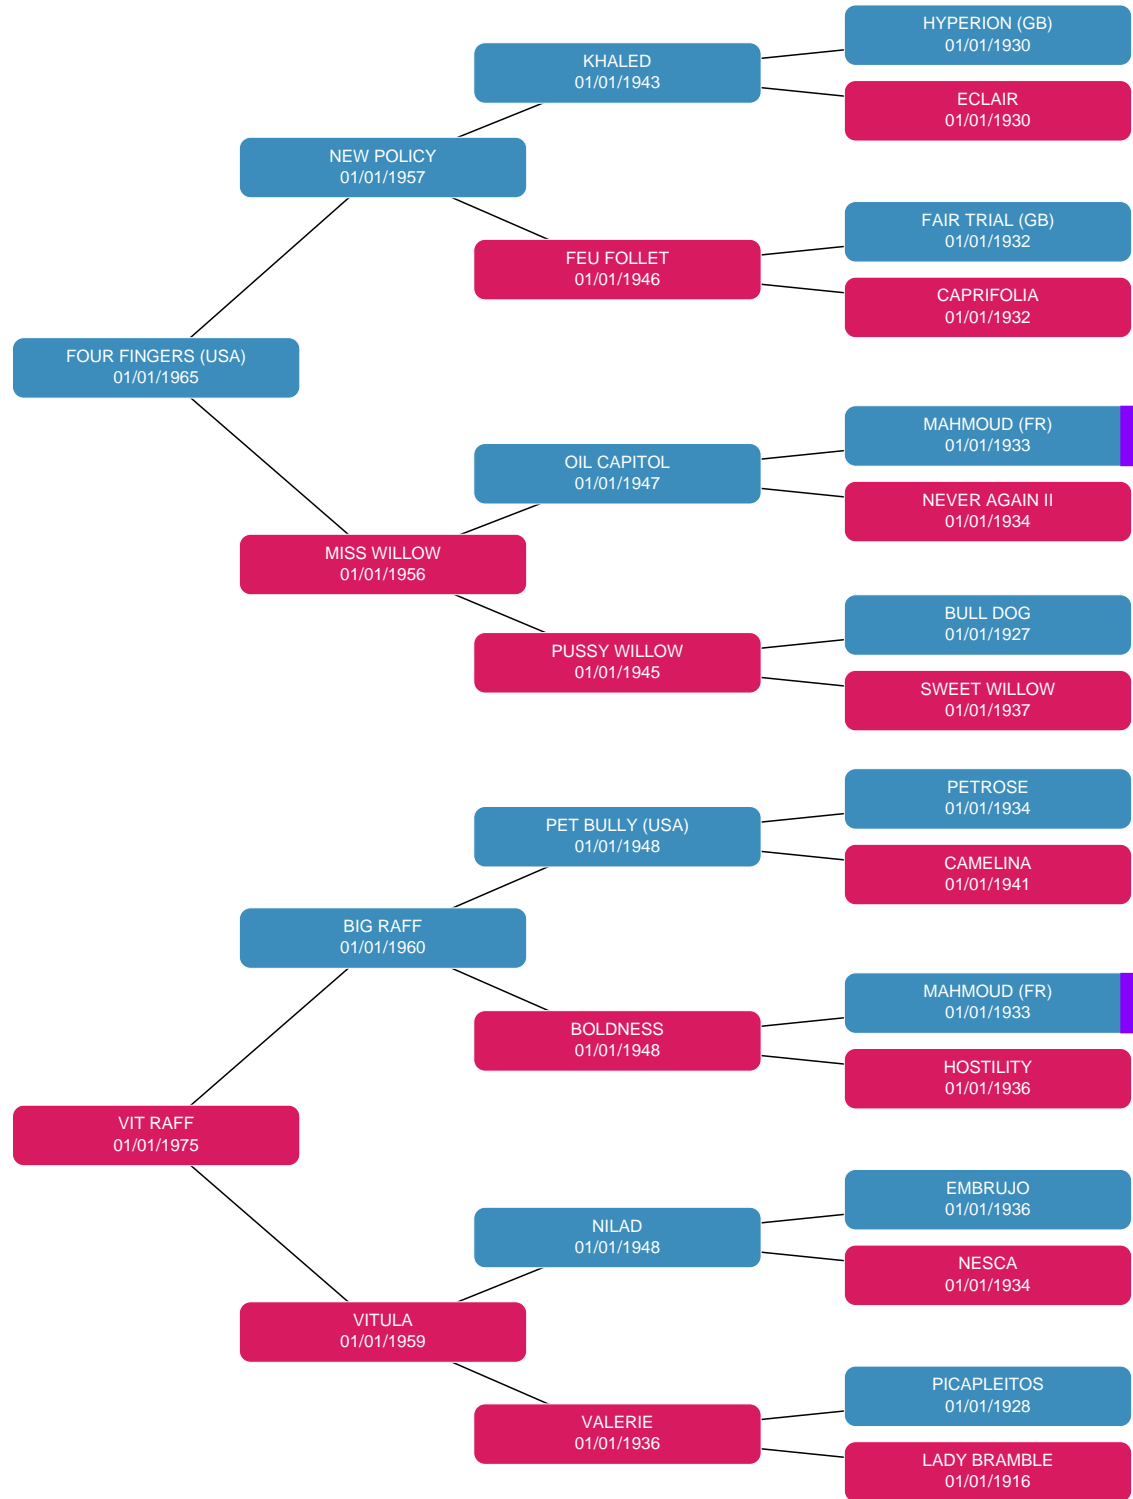 HYPERION (GB)
01/01/1930
KHALED
01/01/1943
ECLAIR
01/01/1930
NEW POLICY
01/01/1957
FAIR TRIAL (GB)
01/01/1932
FEU FOLLET
01/01/1946
CAPRIFOLIA
01/01/1932
FOUR FINGERS (USA)
01/01/1965
MAHMOUD (FR)
01/01/1933
OIL CAPITOL
01/01/1947
NEVER AGAIN II
01/01/1934
MISS WILLOW
01/01/1956
BULL DOG
01/01/1927
PUSSY WILLOW
01/01/1945
SWEET WILLOW
01/01/1937
PETROSE
01/01/1934
PET BULLY (USA)
01/01/1948
CAMELINA
01/01/1941
BIG RAFF
01/01/1960
MAHMOUD (FR)
01/01/1933
BOLDNESS
01/01/1948
HOSTILITY
01/01/1936
VIT RAFF
01/01/1975
EMBRUJO
01/01/1936
NILAD
01/01/1948
NESCA
01/01/1934
VITULA
01/01/1959
PICAPLEITOS
01/01/1928
VALERIE
01/01/1936
LADY BRAMBLE
01/01/1916